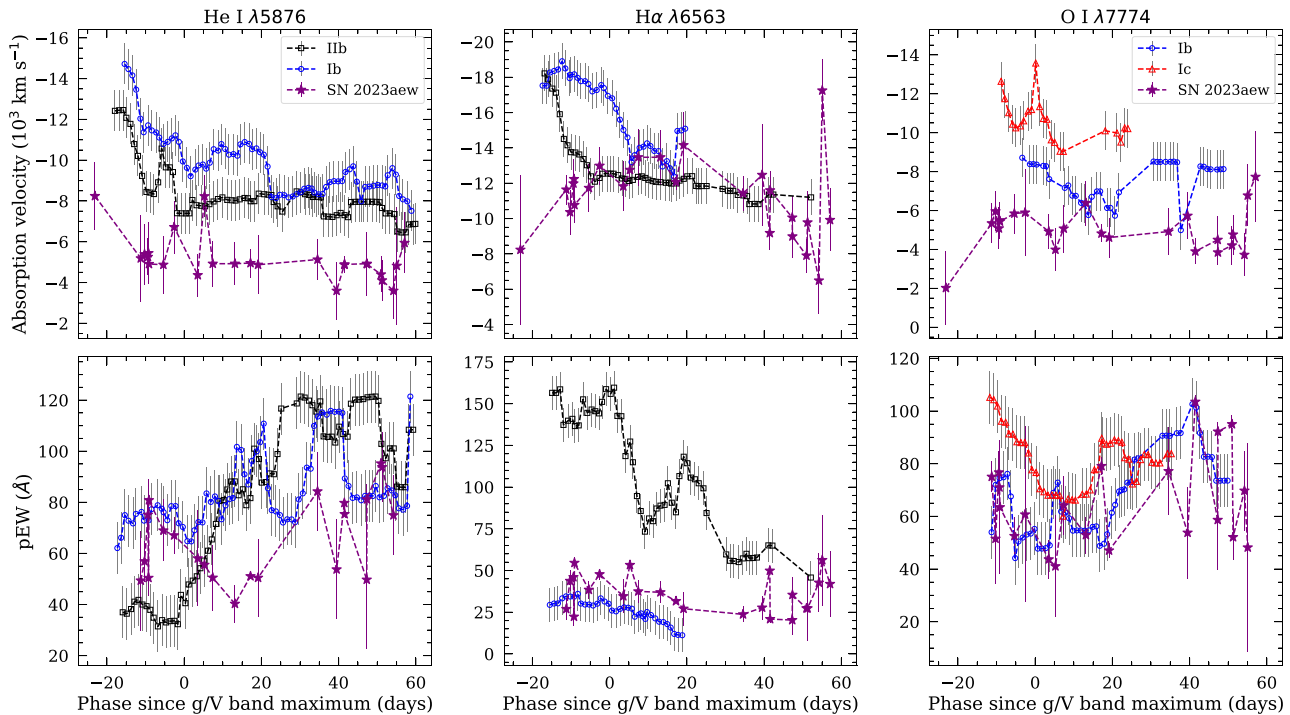 He I λ5876
Hα λ6563
O I λ7774
Absorption velocity (10³ km s⁻¹)
−16
−14
−12
−10
−8
−6
−4
−2
IIb
Ib
SN 2023aew
−20
−18
−16
−14
−12
−10
−8
−6
−4
−14
−12
−10
−8
−6
−4
−2
0
Ib
Ic
SN 2023aew
pEW (Å)
120
100
80
60
40
20
175
150
125
100
75
50
25
0
120
100
80
60
40
20
−20 0 20 40 60
−20 0 20 40 60
−20 0 20 40 60
Phase since g/V band maximum (days)
Phase since g/V band maximum (days)
Phase since g/V band maximum (days)